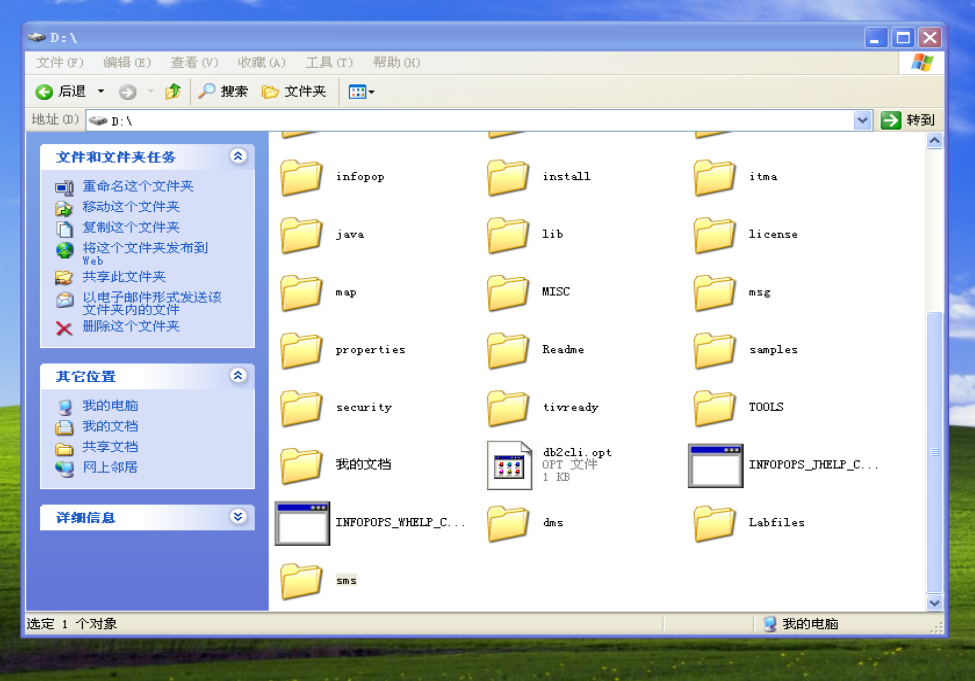 D:\
文件(F) 编辑(E) 查看(V) 收藏(A) 工具(T) 帮助(H)
后退 搜索 文件夹
地址(D) D:\ 转到
文件和文件夹任务
重命名这个文件夹
移动这个文件夹
复制这个文件夹
将这个文件夹发布到
Web
共享此文件夹
以电子邮件形式发送该
文件夹内的文件
删除这个文件夹
其它位置
我的电脑
我的文档
共享文档
网上邻居
详细信息
infopop install itma
java lib license
map MISC msg
properties Readme samples
security tivready TOOLS
我的文档
db2cli.opt
OPT 文件
1 KB
INFOPOPS_JHELP_C...
INFOPOPS_WHELP_C... dms Labfiles
sms
选定 1 个对象 我的电脑